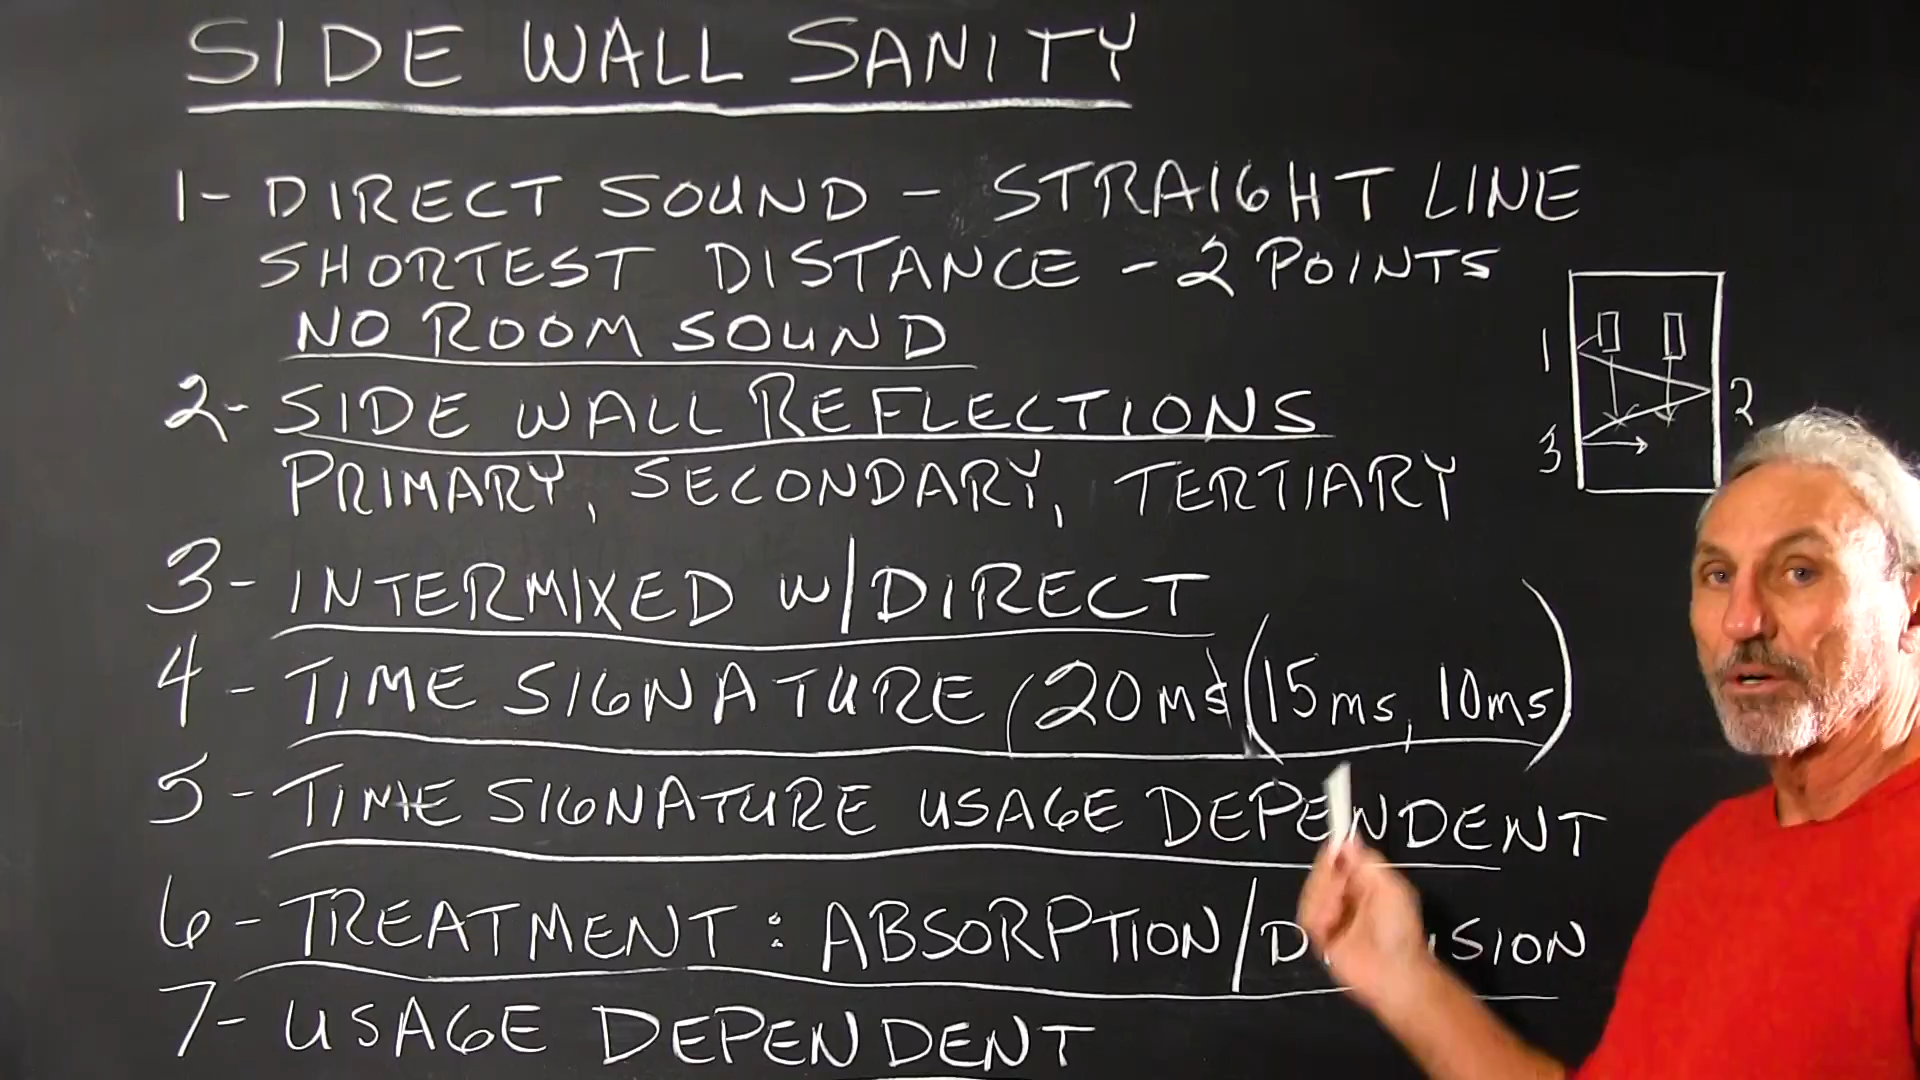 SIDE WALL SANITY
1- DIRECT SOUND - STRAIGHT LINE
SHORTEST DISTANCE - 2 POINTS
NO ROOM SOUND
2- SIDE WALL REFLECTIONS
PRIMARY, SECONDARY, TERTIARY
3- INTERMIXED W/DIRECT
4- TIME SIGNATURE (20ms) (15ms, 10ms)
5- TIME SIGNATURE USAGE DEPENDENT
6- TREATMENT: ABSORPTION/
7- USAGE DEPENDENT
1
2
3